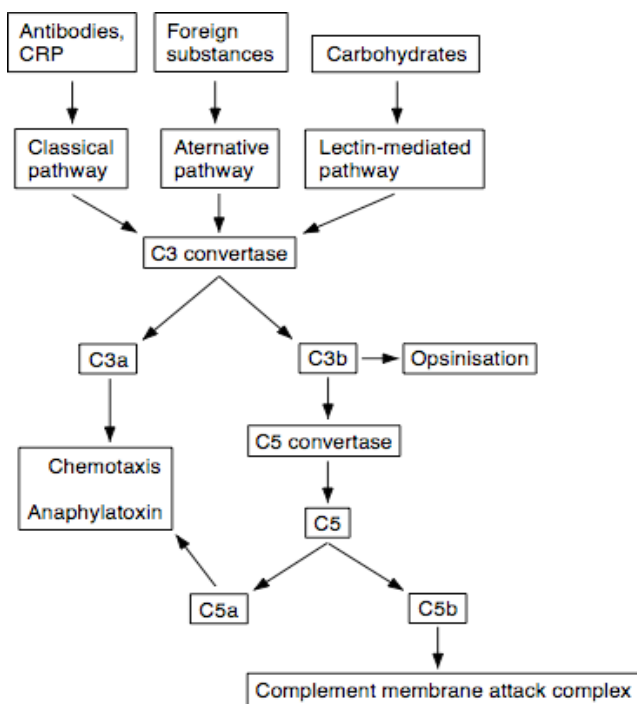 Antibodies,
CRP
Foreign
substances
Carbohydrates
Classical
pathway
Aternative
pathway
Lectin-mediated
pathway
C3 convertase
C3a
C3b
Opsinisation
C5 convertase
Chemotaxis
Anaphylatoxin
C5
C5a
C5b
Complement membrane attack complex